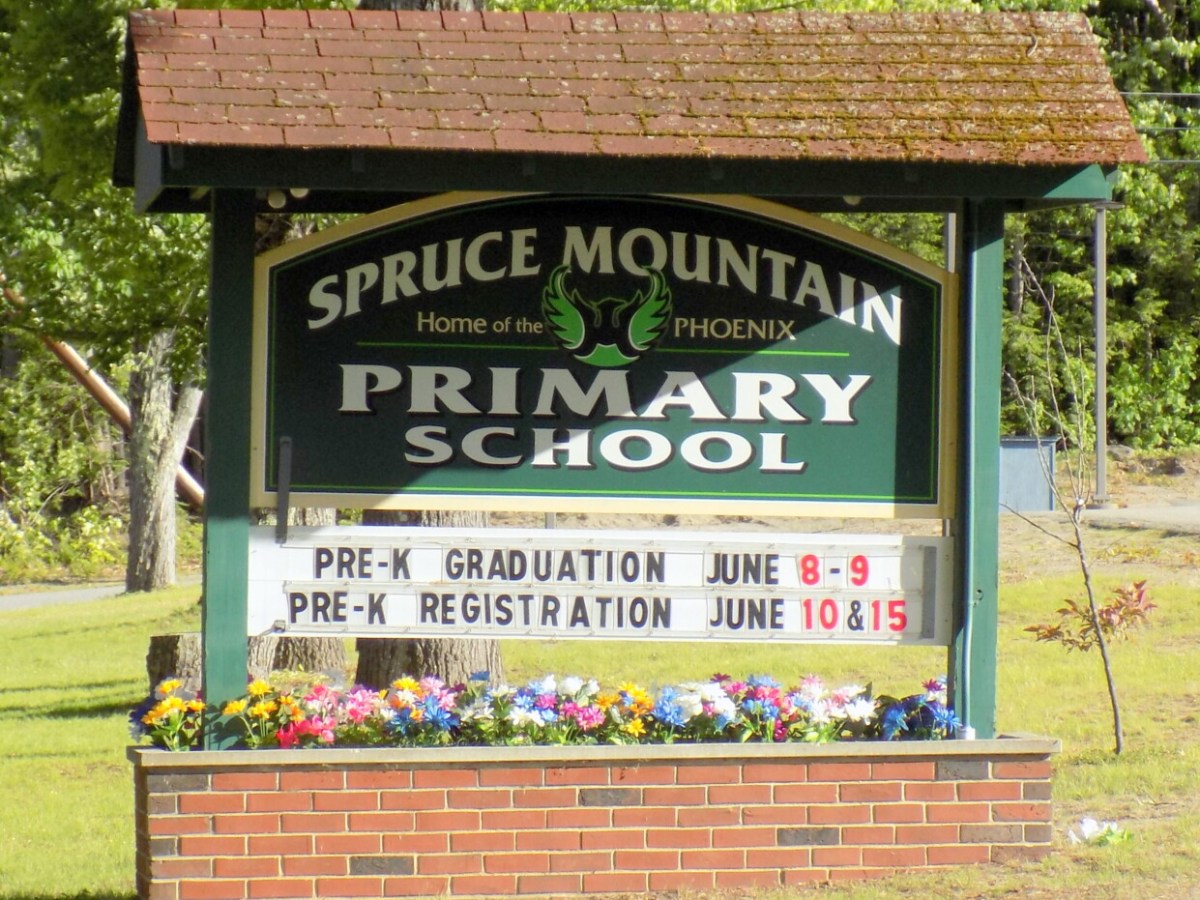 SPRUCE MOUNTAIN
Home of the PHOENIX
PRIMARY
SCHOOL
PRE-K GRADUATION JUNE 8-9
PRE-K REGISTRATION JUNE 10&15